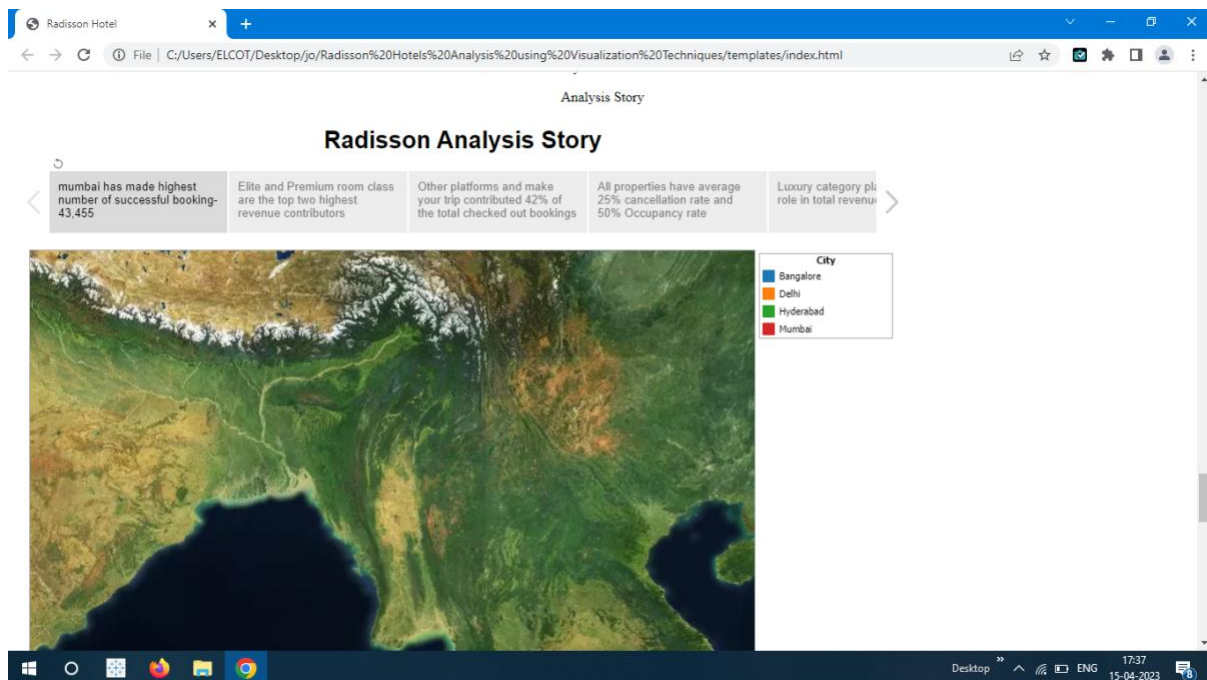 Radisson Hotel
File | C:/Users/ELCOT/Desktop/jo/Radisson%20Hotels%20Analysis%20using%20Visualization%20Techniques/templates/index.html
Analysis Story
Radisson Analysis Story
mumbai has made highest
number of successful booking-
43,455
Elite and Premium room class
are the top two highest
revenue contributors
Other platforms and make
your trip contributed 42% of
the total checked out bookings
All properties have average
25% cancellation rate and
50% Occupancy rate
Luxury category pla
role in total revenu
City
Bangalore
Delhi
Hyderabad
Mumbai
Desktop
ENG
17:37
15-04-2023
8